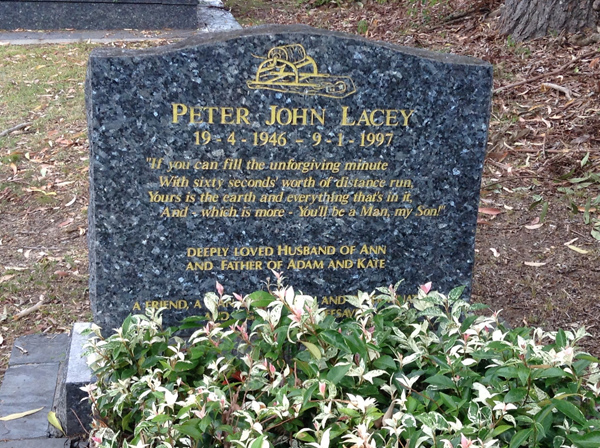 PETER JOHN LACEY
19-4-1946 - 9-1-1997
"If you can fill the unforgiving minute
With sixty seconds worth of distance run,
Yours is the earth and everything thats in it,
And - which is more - You'll be a Man, my Son!"
DEEPLY LOVED HUSBAND OF ANN
AND FATHER OF ADAM AND KATE
A FRIEND, A